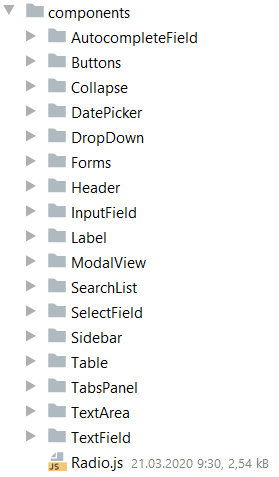 components
AutocompleteField
Buttons
Collapse
DatePicker
DropDown
Forms
Header
InputField
Label
ModalView
SearchList
SelectField
Sidebar
Table
TabsPanel
TextArea
TextField
JS Radio.js 21.03.2020 9:30, 2,54 kB